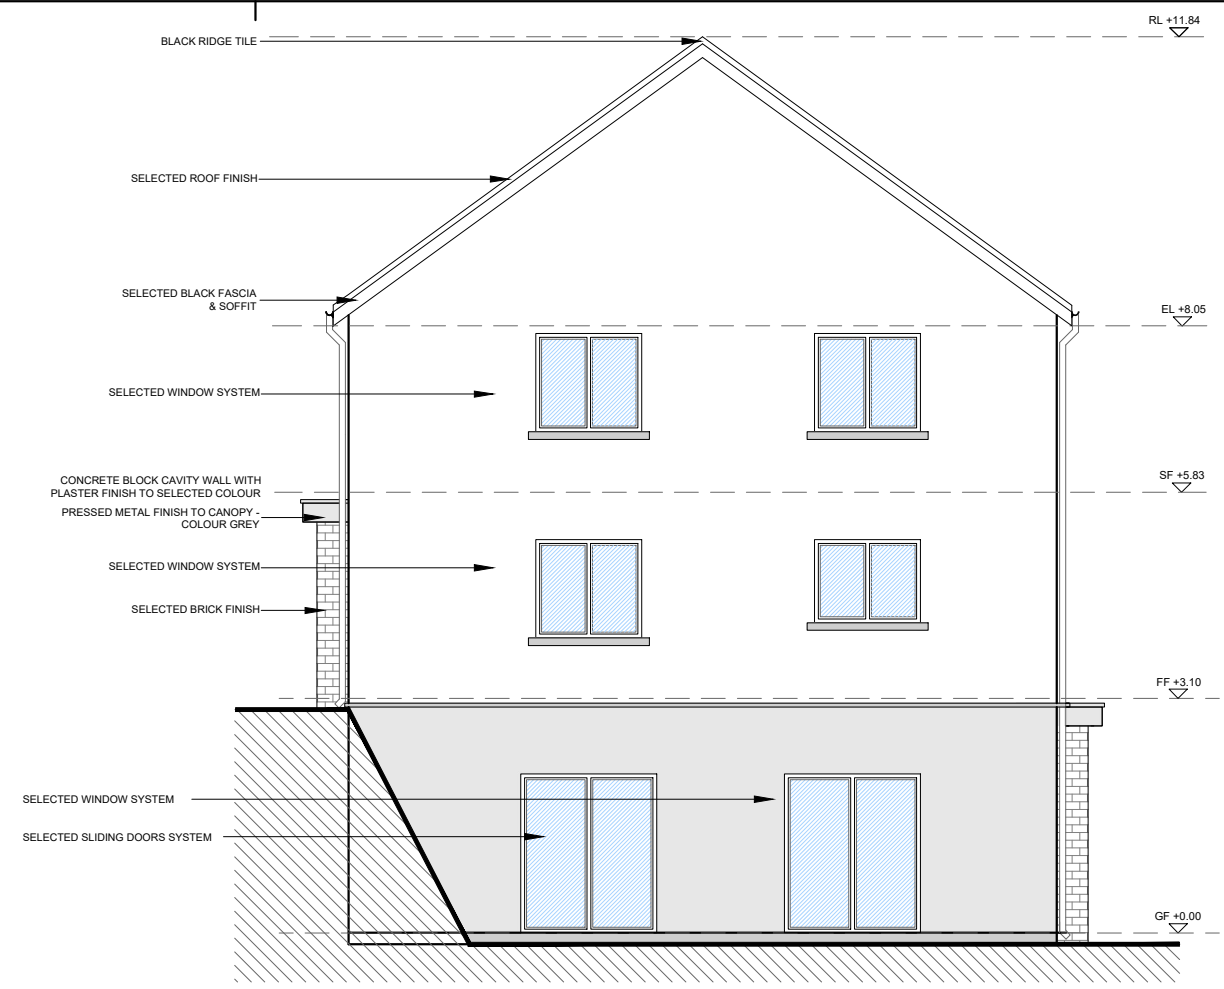 RL +11.84
BLACK RIDGE TILE
SELECTED ROOF FINISH
SELECTED BLACK FASCIA
& SOFFIT
EL +8.05
SELECTED WINDOW SYSTEM
SF +5.83
CONCRETE BLOCK CAVITY WALL WITH
PLASTER FINISH TO SELECTED COLOUR
PRESSED METAL FINISH TO CANOPY -
COLOUR GREY
SELECTED WINDOW SYSTEM
SELECTED BRICK FINISH
FF +3.10
SELECTED WINDOW SYSTEM
SELECTED SLIDING DOORS SYSTEM
GF +0.00